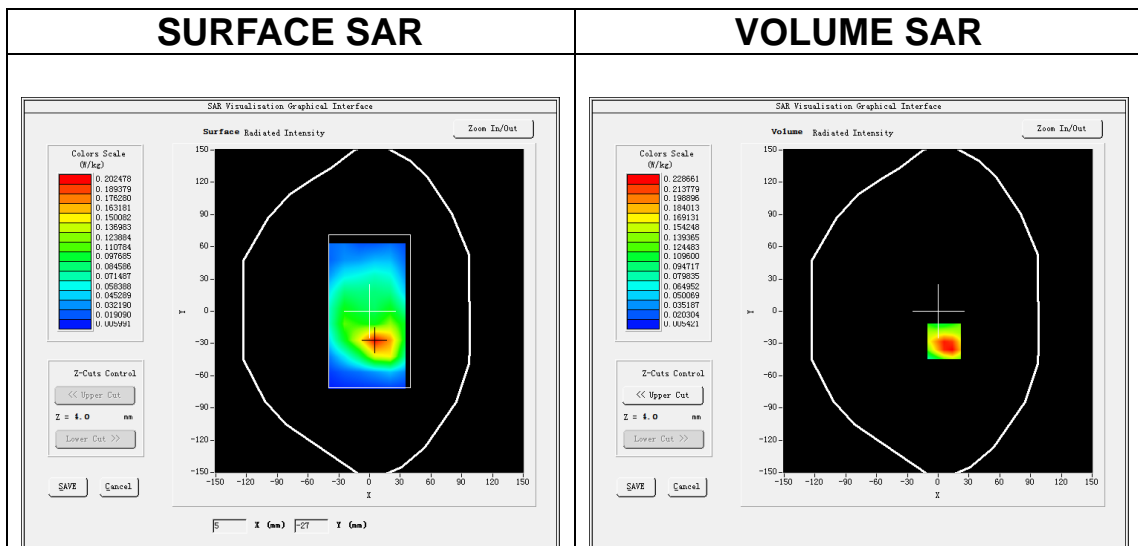 SURFACE SAR
VOLUME SAR
SAR Visualisation Graphical Interface
Surface Radiated Intensity
Zoom In/Out
Colors Scale
(W/kg)
0.202478
0.189379
0.176280
0.163181
0.150082
0.136983
0.123884
0.110784
0.097685
0.084586
0.071487
0.058388
0.045289
0.032190
0.019090
0.005991
Z-Cuts Control
<< Upper Cut
Z = 4.0 mm
Lower Cut >>
SAVE
Cancel
150
120
90
60
30
0
-30
-60
-90
-120
-150
Y
-150 -120 -90 -60 -30 0 30 60 90 120 150
X
5 X (mm) -27 Y (mm)
SAR Visualisation Graphical Interface
Volume Radiated Intensity
Zoom In/Out
Colors Scale
(W/kg)
0.228661
0.213779
0.198896
0.184013
0.169131
0.154248
0.139365
0.124483
0.109600
0.094717
0.079835
0.064952
0.050069
0.035187
0.020304
0.005421
Z-Cuts Control
<< Upper Cut
Z = 4.0 mm
Lower Cut >>
SAVE
Cancel
150
120
90
60
30
0
-30
-60
-90
-120
-150
Y
-150 -120 -90 -60 -30 0 30 60 90 120 150
X